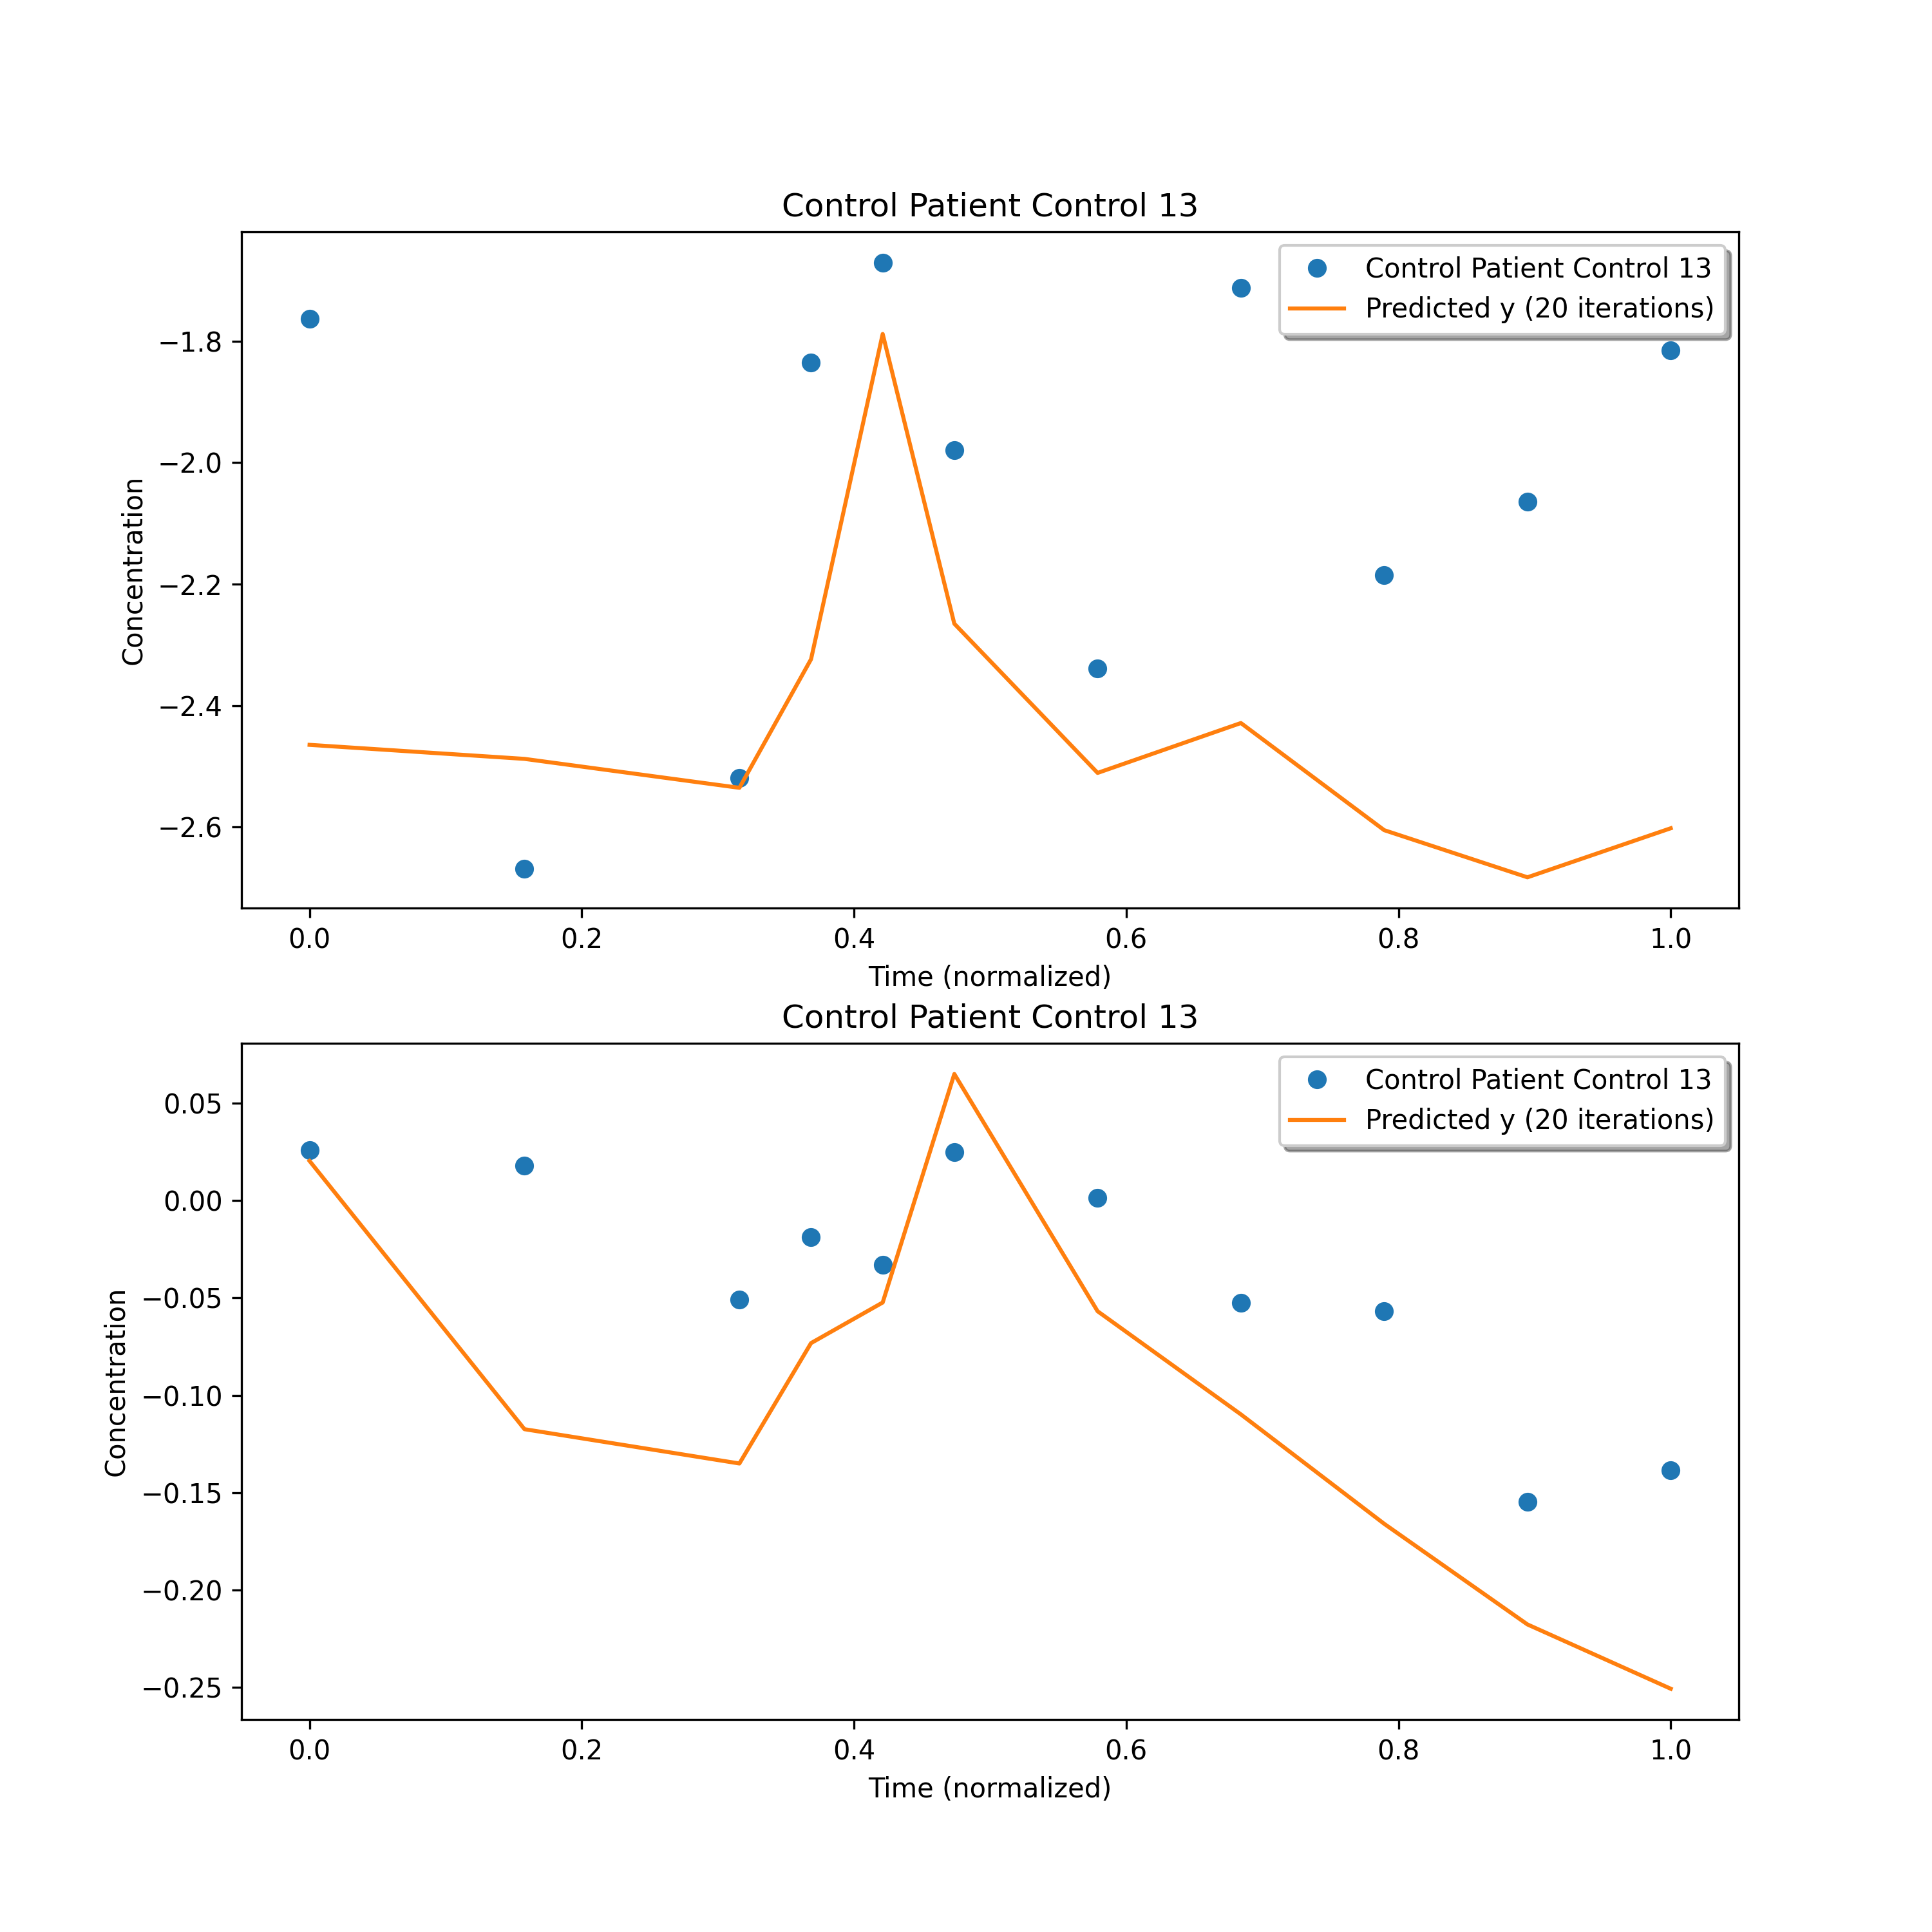 Control Patient Control 13
Control Patient Control 13
Predicted y (20 iterations)
−1.8
−2.0
−2.2
−2.4
−2.6
Concentration
0.0 0.2 0.4 0.6 0.8 1.0
Time (normalized)
Control Patient Control 13
Control Patient Control 13
Predicted y (20 iterations)
0.05
0.00
−0.05
−0.10
−0.15
−0.20
−0.25
Concentration
0.0 0.2 0.4 0.6 0.8 1.0
Time (normalized)